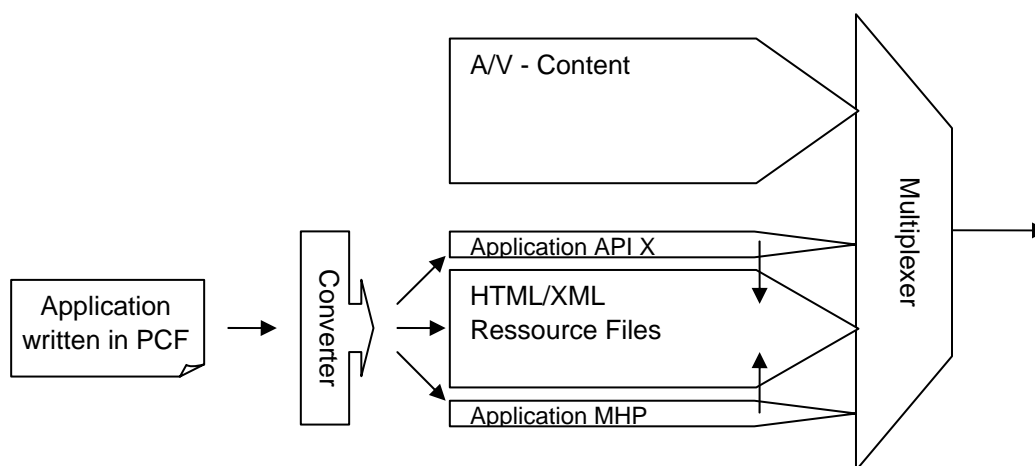 A/V - Content
Multiplexer
Application API X
Converter
HTML/XML
Ressource Files
Application
written in PCF
Application MHP